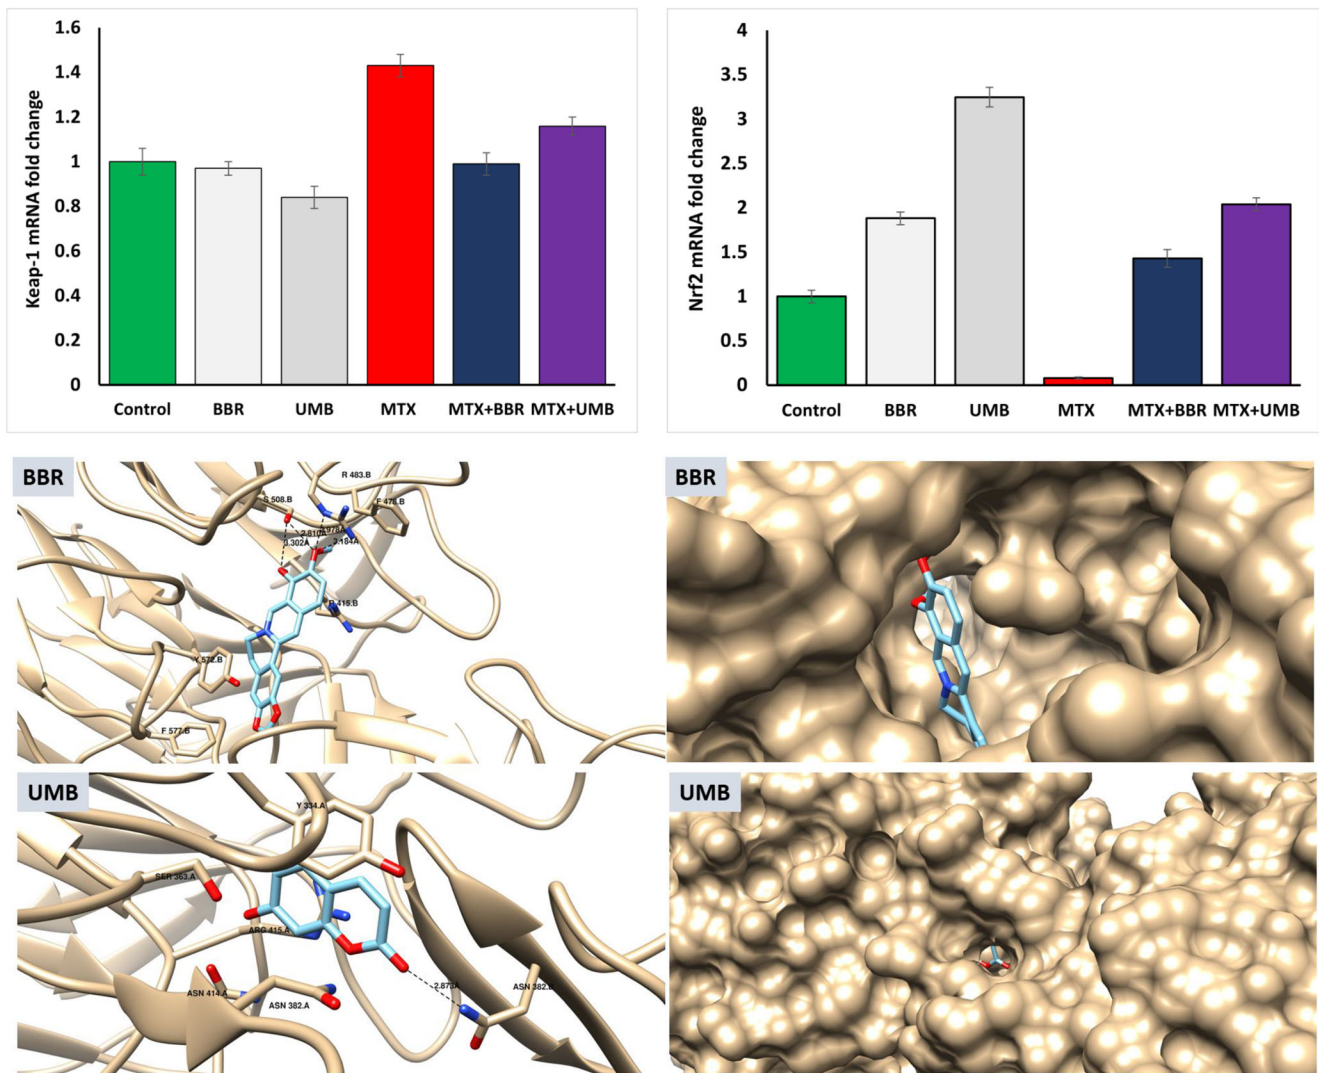 Keap-1 mRNA fold change
1.6
1.4
1.2
1
0.8
0.6
0.4
0.2
0
Control BBR UMB MTX MTX+BBR MTX+UMB
Nrf2 mRNA fold change
4
3.5
3
2.5
2
1.5
1
0.5
0
Control BBR UMB MTX MTX+BBR MTX+UMB
BBR
R 483.B
S 508.B
F 478.B
2.810Å
3.184Å
415.B
Y 572.B
F 577.B
BBR
UMB
Y 334.A
SER 363.A
ARG 415.A
2.873Å
ASN 382.B
ASN 414.A
ASN 382.A
UMB